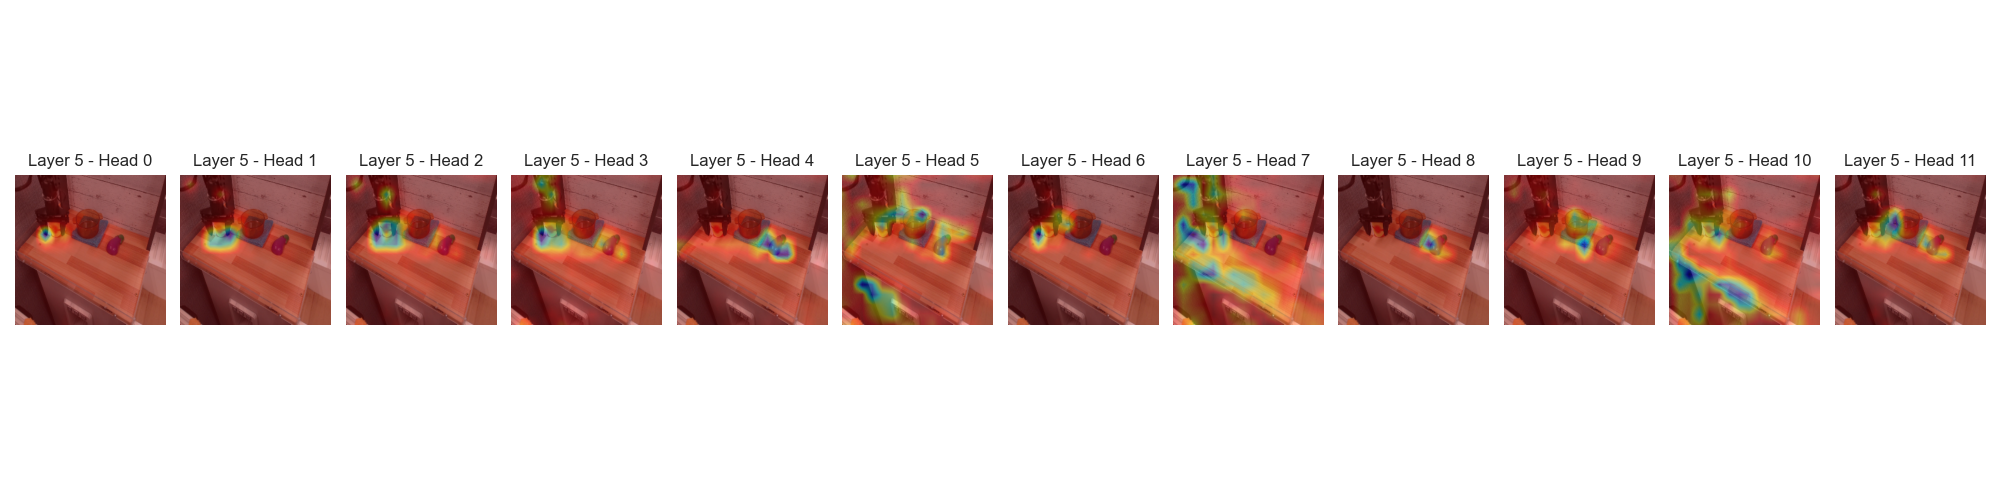 Layer 5 - Head 0
Layer 5 - Head 1
Layer 5 - Head 2
Layer 5 - Head 3
Layer 5 - Head 4
Layer 5 - Head 5
Layer 5 - Head 6
Layer 5 - Head 7
Layer 5 - Head 8
Layer 5 - Head 9
Layer 5 - Head 10
Layer 5 - Head 11